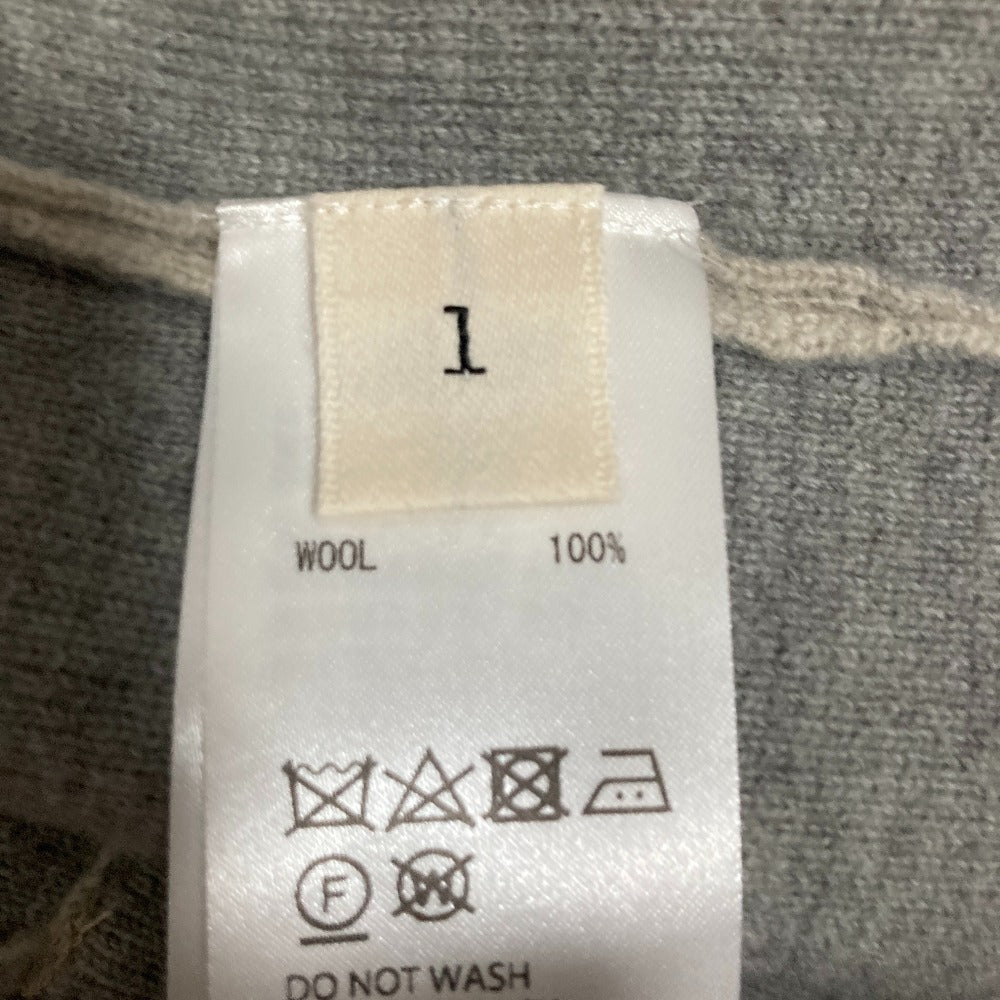 1
WOOL 100%
F W
DO NOT WASH